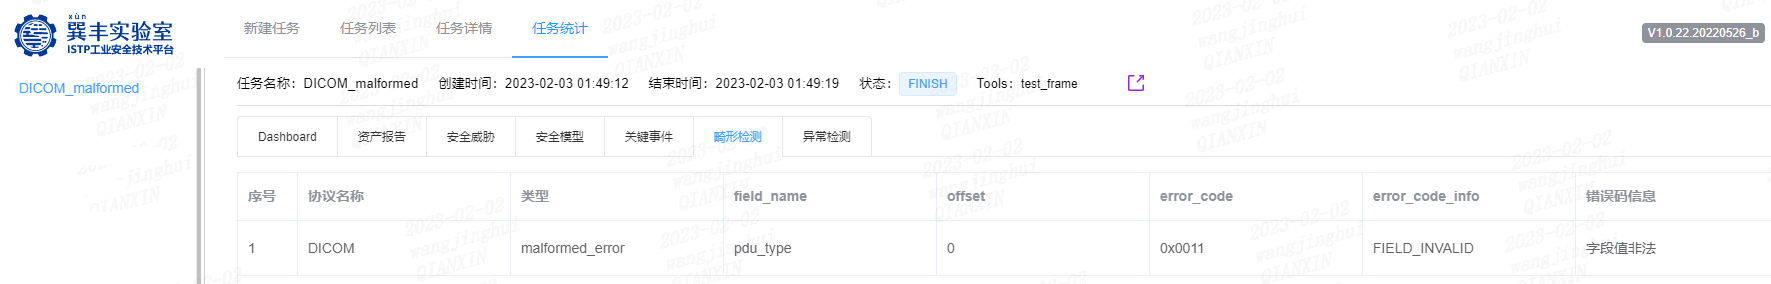 xùn
巽丰实验室
ISTP工业安全技术平台
新建任务 任务列表 任务详情 任务统计
V1.0.22.20220526_b
DICOM_malformed
任务名称：DICOM_malformed 创建时间：2023-02-03 01:49:12 结束时间：2023-02-03 01:49:19 状态： FINISH Tools：test_frame
Dashboard 资产报告 安全威胁 安全模型 关键事件 畸形检测 异常检测
序号 协议名称 类型 field_name offset error_code error_code_info 错误码信息
1 DICOM malformed_error pdu_type 0 0x0011 FIELD_INVALID 字段值非法
2023-02-02
wangjinghui
QIANXIN